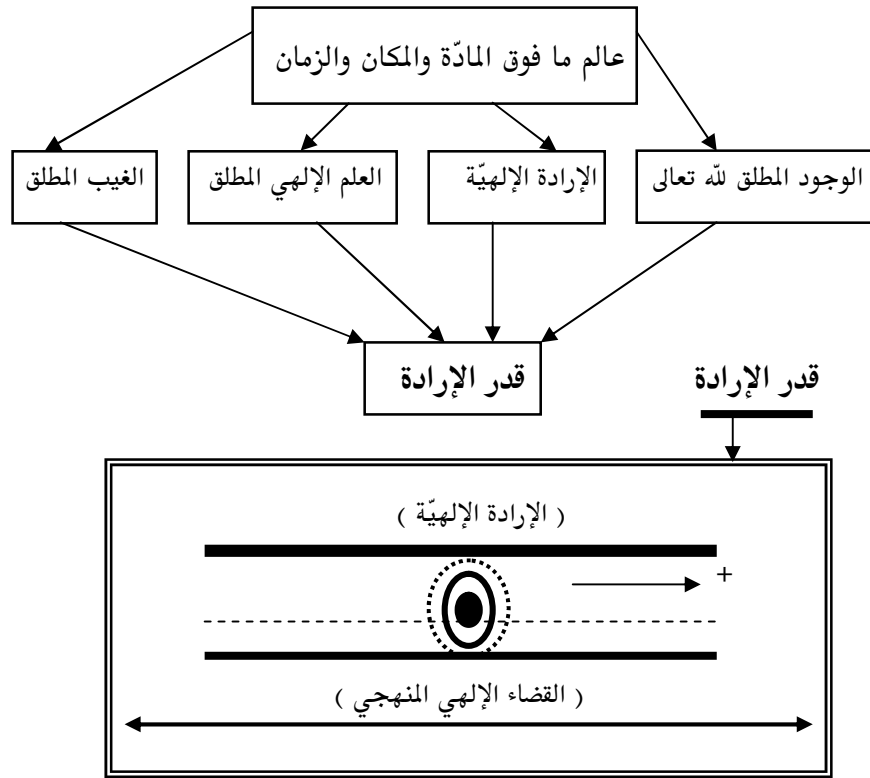 عالم ما فوق المادّة والمكان والزمان
الوجود المطلق لله تعالى
الإرادة الإلهيّة
العلم الإلهي المطلق
الغيب المطلق
قدر الإرادة
قدر الإرادة
( الإرادة الإلهيّة )
+
( القضاء الإلهي المنهجي )